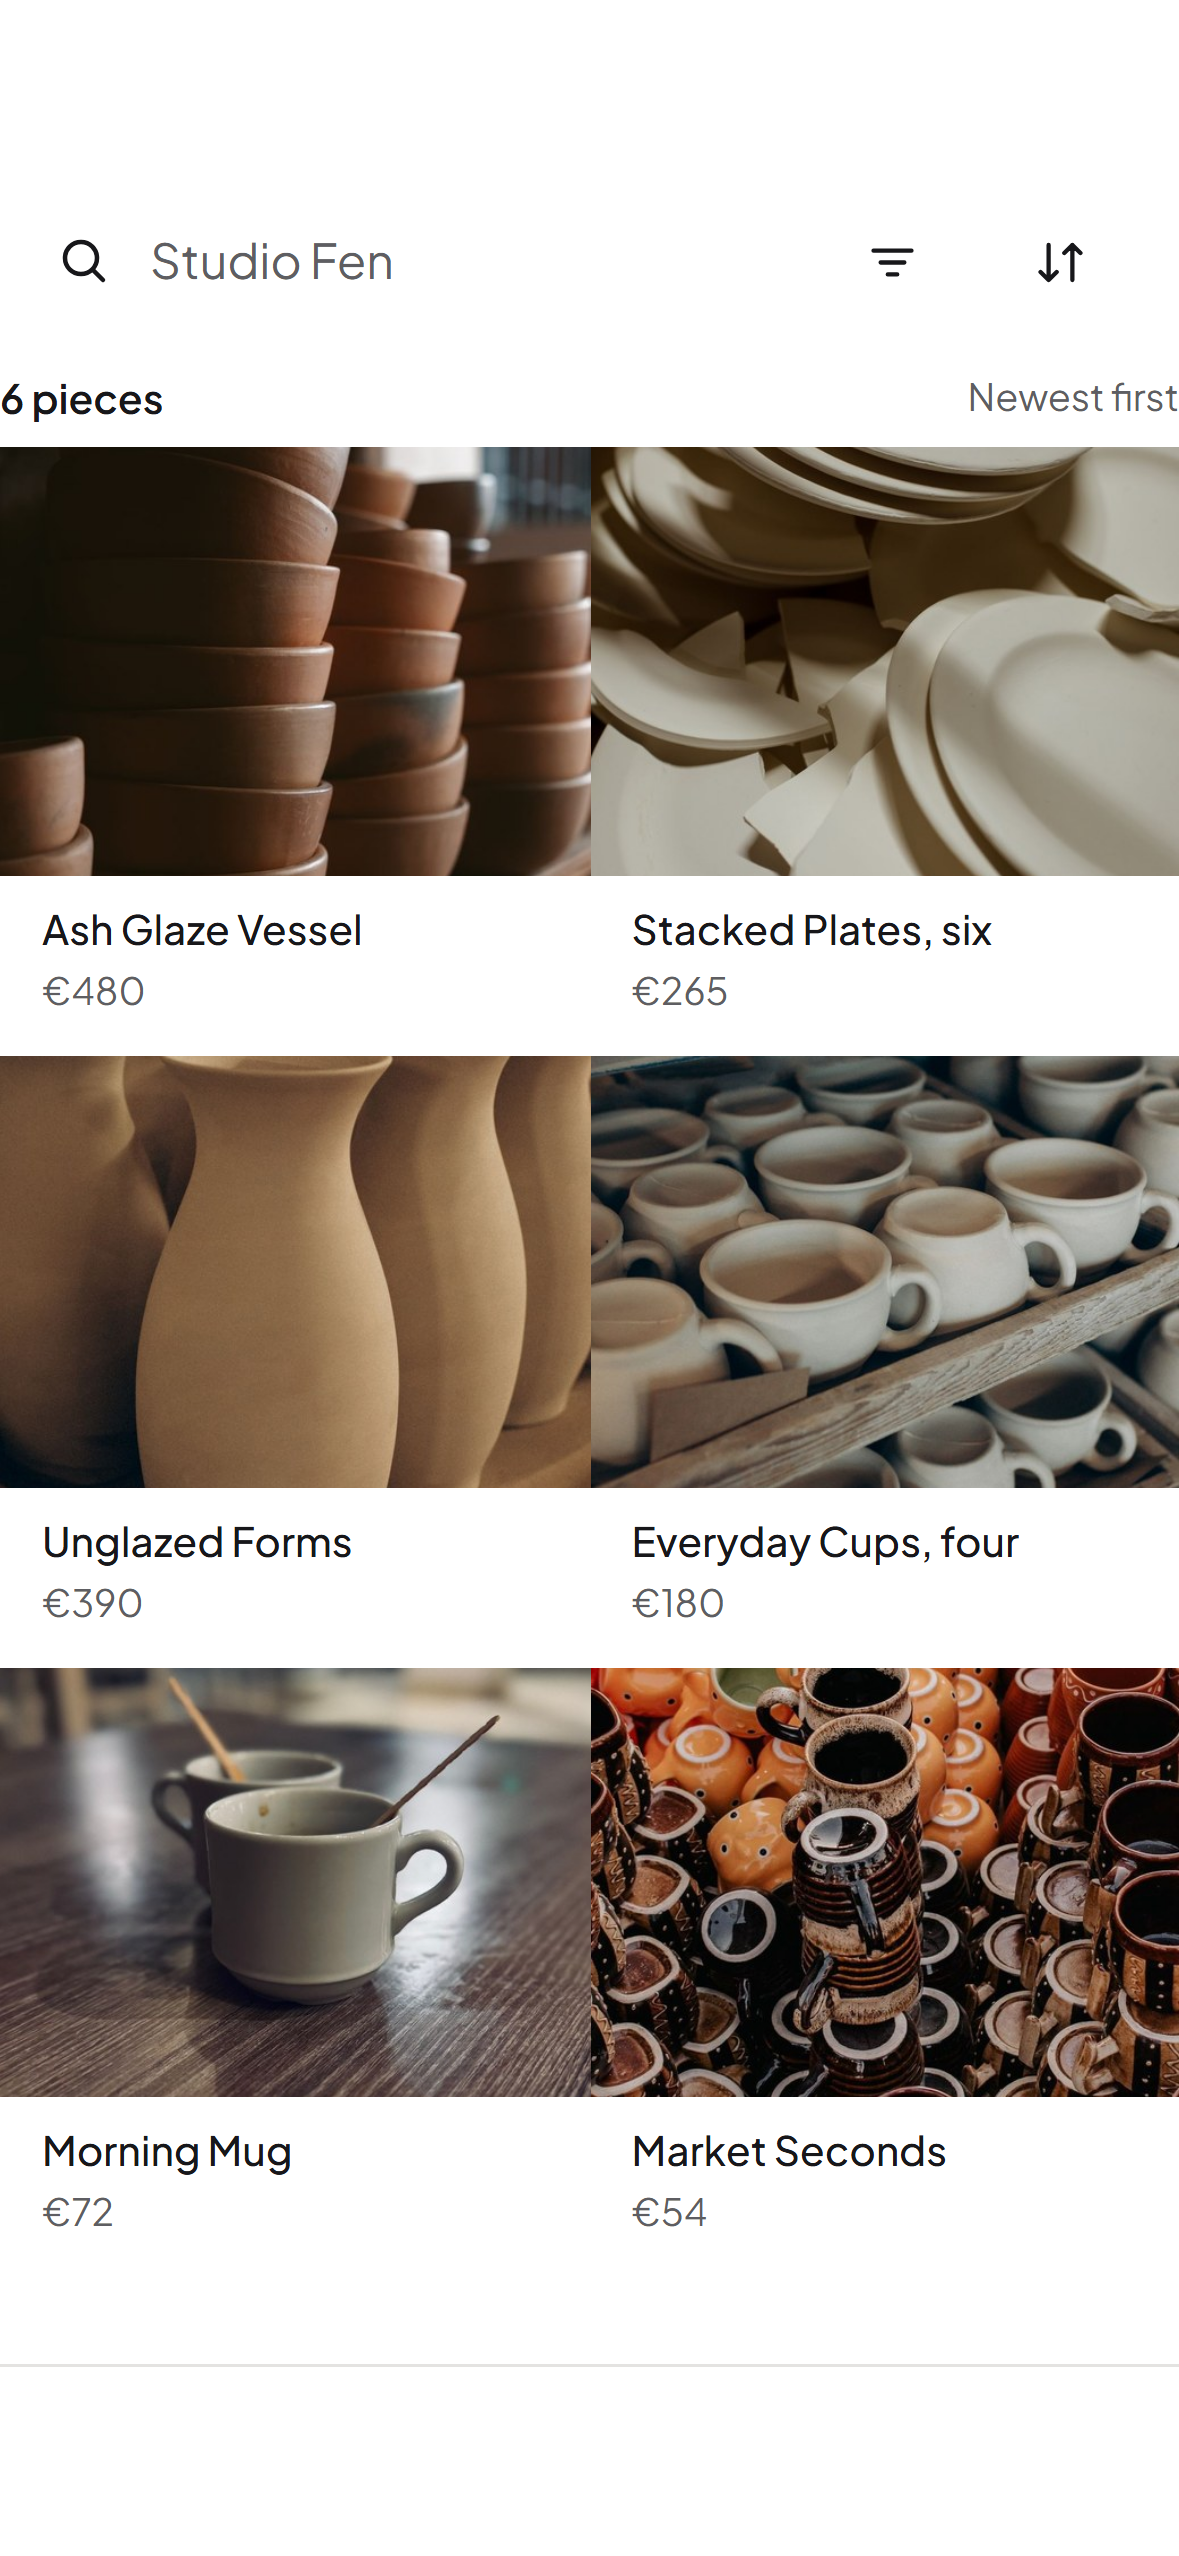 Studio Fen
6 pieces
Newest first
Ash Glaze Vessel
€480
Stacked Plates, six
€265
Unglazed Forms
€390
Everyday Cups, four
€180
Morning Mug
€72
Market Seconds
€54